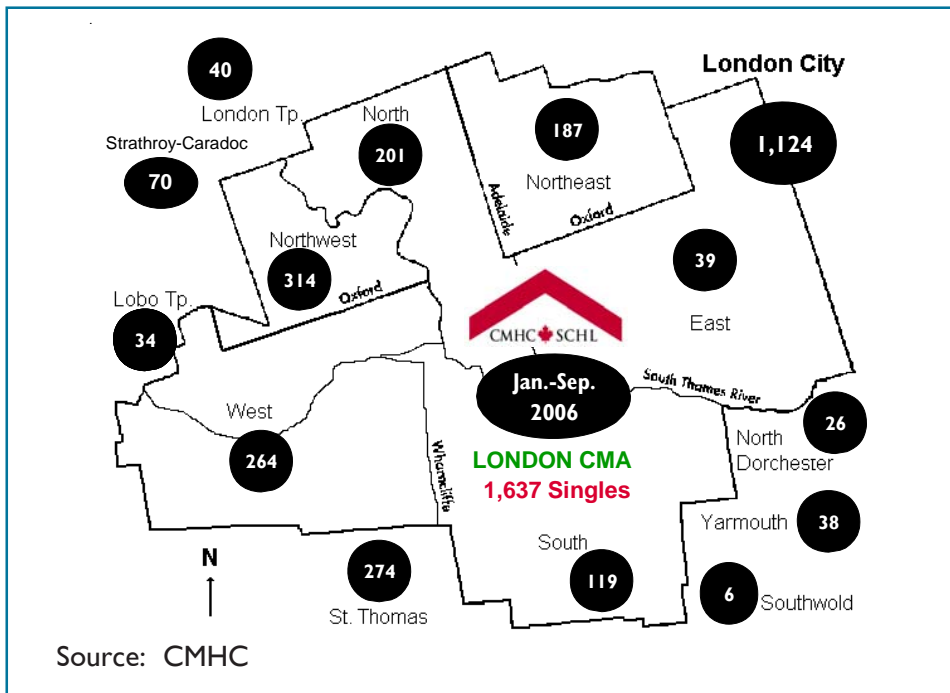 40
London Tp.
Strathroy-Caradoc
70
North
201
187
Northeast
London City
1,124
Adelaide
Oxford
Northwest
314
Oxford
39
East
Lobo Tp.
34
CMHC SCHL
Jan.-Sep.
2006
South Thames River
LONDON CMA
1,637 Singles
West
264
Wharncliffe
26
North
Dorchester
Yarmouth
38
South
119
6
Southwold
274
St. Thomas
N
Source: CMHC